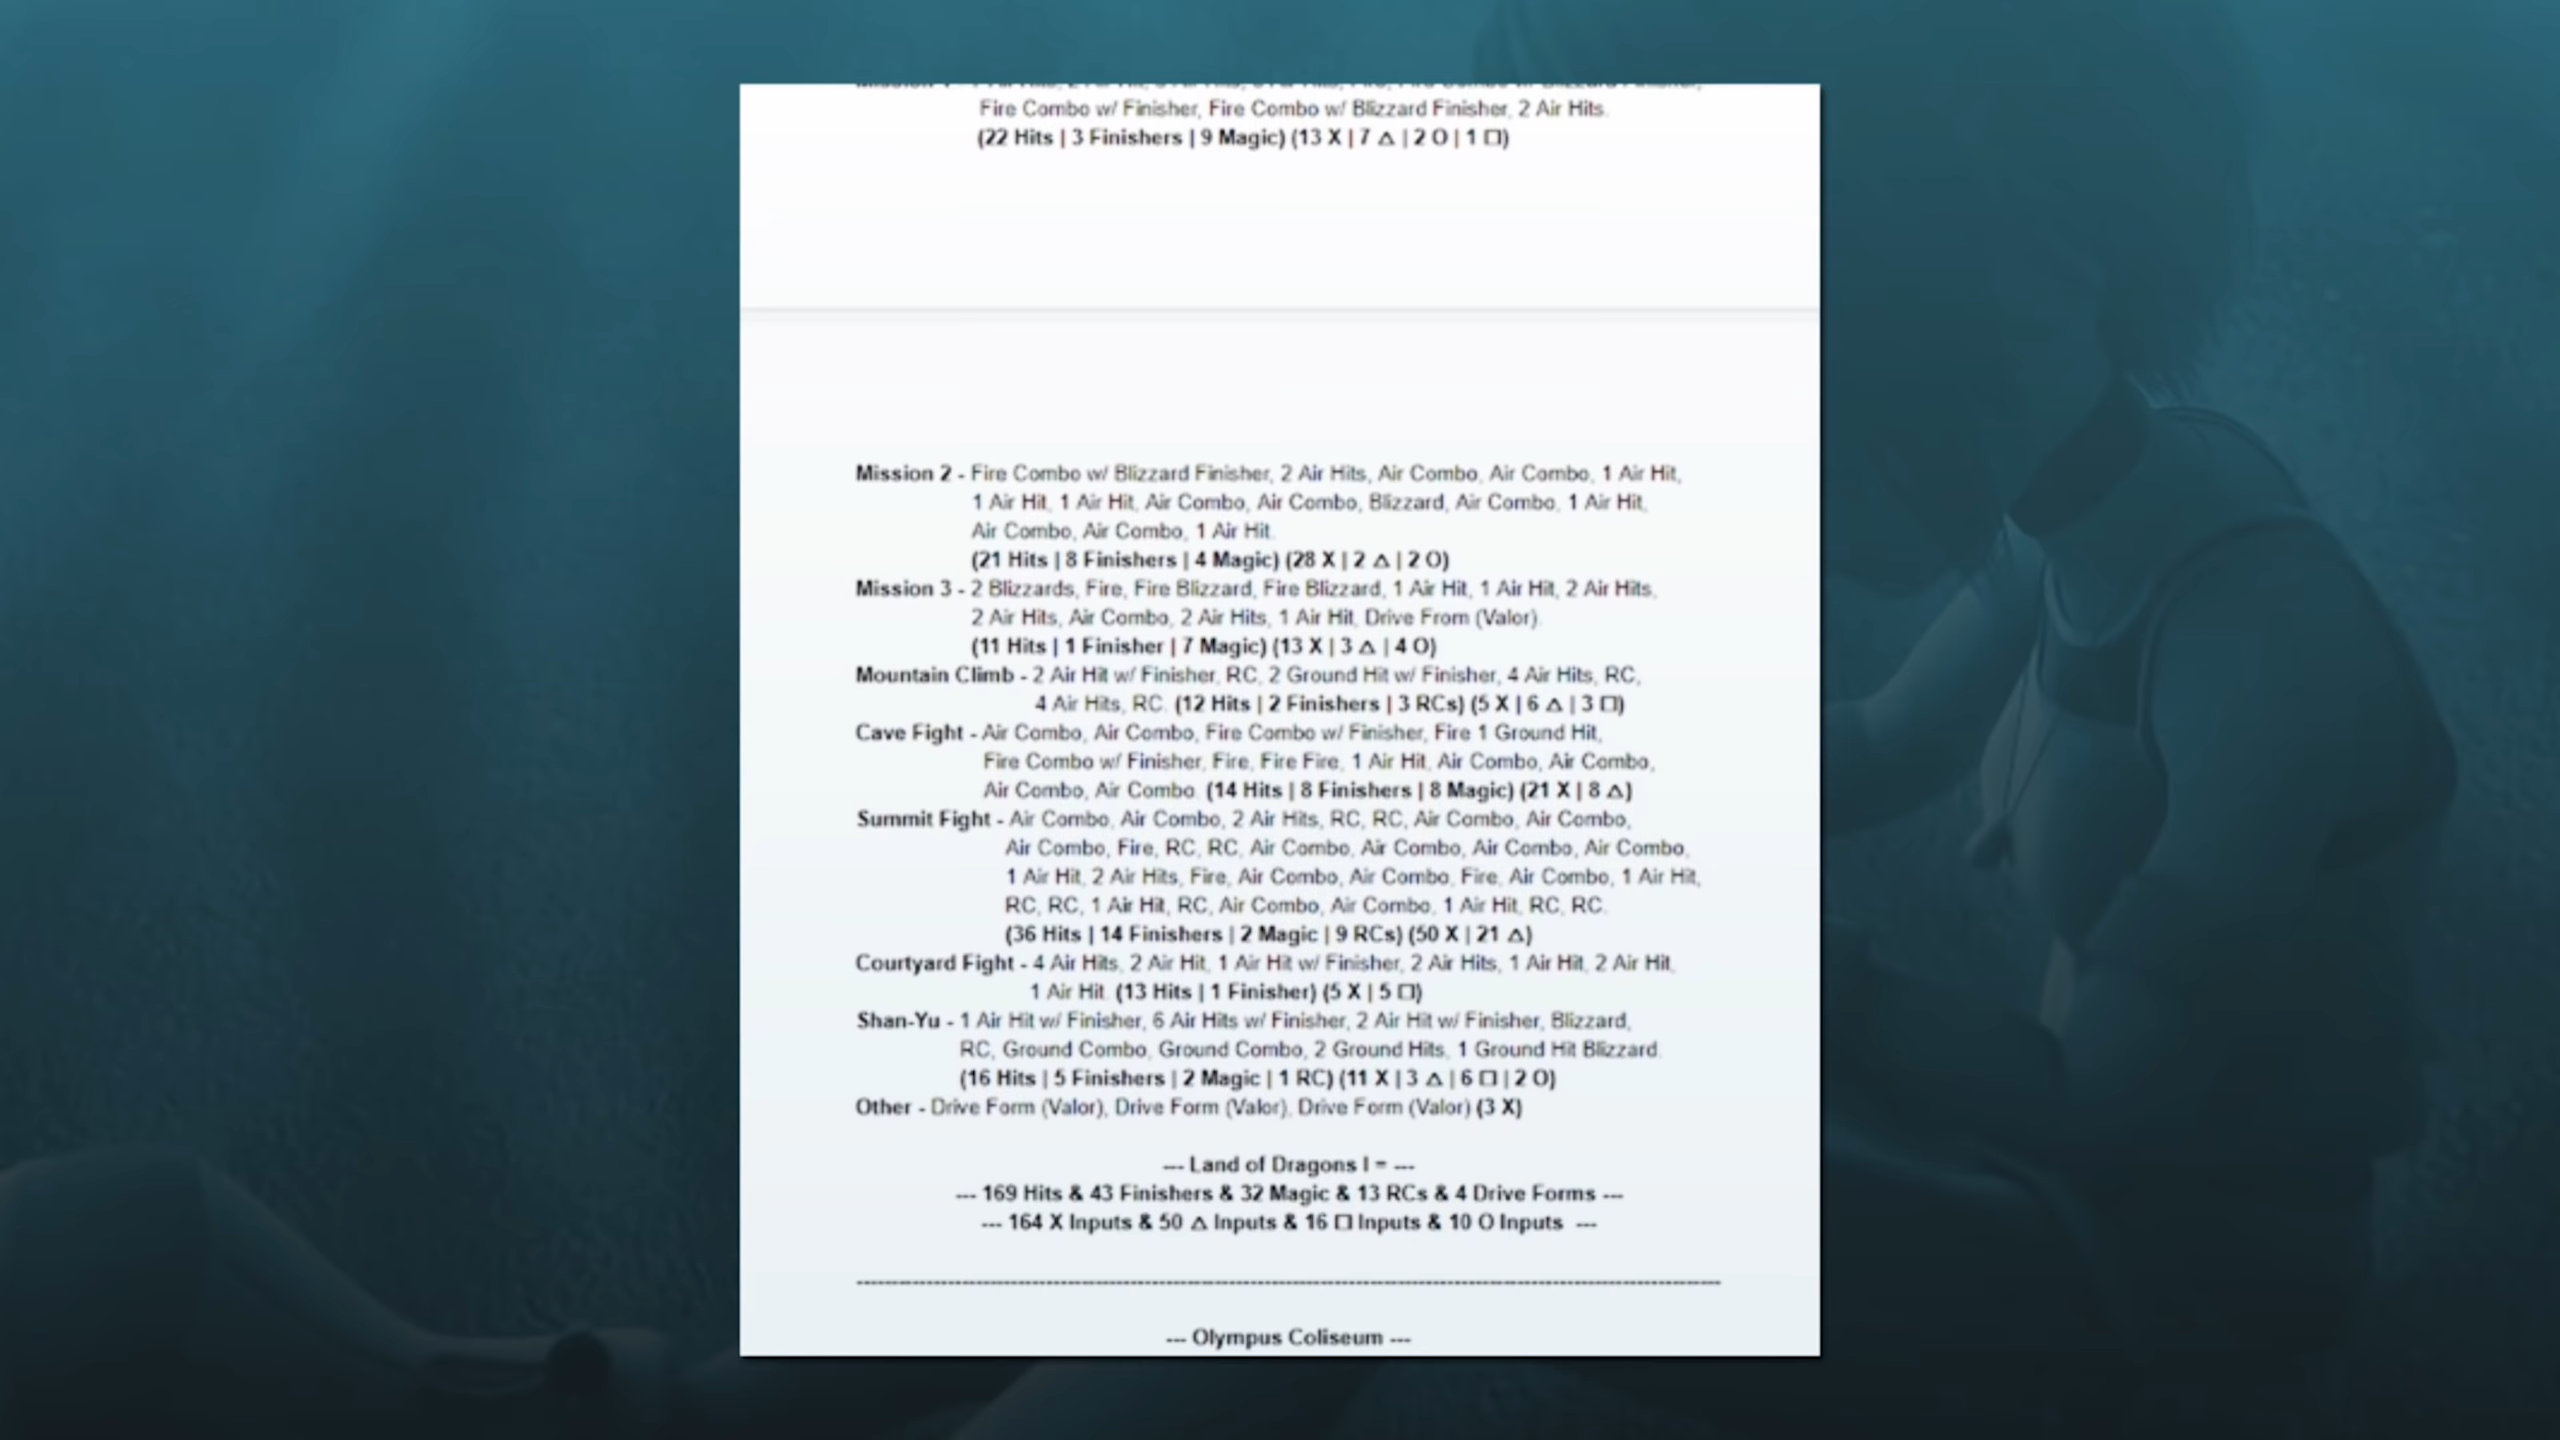 Fire Combo w/ Finisher, Fire Combo w/ Blizzard Finisher, 2 Air Hits.
(22 Hits | 3 Finishers | 9 Magic) (13 X | 7 △ | 2 O | 1 □)
Mission 2 - Fire Combo w/ Blizzard Finisher, 2 Air Hits, Air Combo, Air Combo, 1 Air Hit,
1 Air Hit, 1 Air Hit, Air Combo, Air Combo, Blizzard, Air Combo, 1 Air Hit,
Air Combo, Air Combo, 1 Air Hit.
(21 Hits | 8 Finishers | 4 Magic) (28 X | 2 △ | 2 O)
Mission 3 - 2 Blizzards, Fire, Fire Blizzard, Fire Blizzard, 1 Air Hit, 1 Air Hit, 2 Air Hits,
2 Air Hits, Air Combo, 2 Air Hits, 1 Air Hit, Drive From (Valor).
(11 Hits | 1 Finisher | 7 Magic) (13 X | 3 △ | 4 O)
Mountain Climb - 2 Air Hit w/ Finisher, RC, 2 Ground Hit w/ Finisher, 4 Air Hits, RC,
4 Air Hits, RC. (12 Hits | 2 Finishers | 3 RCs) (5 X | 6 △ | 3 □)
Cave Fight - Air Combo, Air Combo, Fire Combo w/ Finisher, Fire 1 Ground Hit,
Fire Combo w/ Finisher, Fire, Fire Fire, 1 Air Hit, Air Combo, Air Combo,
Air Combo, Air Combo. (14 Hits | 8 Finishers | 8 Magic) (21 X | 8 △)
Summit Fight - Air Combo, Air Combo, 2 Air Hits, RC, RC, Air Combo, Air Combo,
Air Combo, Fire, RC, RC, Air Combo, Air Combo, Air Combo, Air Combo,
1 Air Hit, 2 Air Hits, Fire, Air Combo, Air Combo, Fire, Air Combo, 1 Air Hit,
RC, RC, 1 Air Hit, RC, Air Combo, Air Combo, 1 Air Hit, RC, RC.
(36 Hits | 14 Finishers | 2 Magic | 9 RCs) (50 X | 21 △)
Courtyard Fight - 4 Air Hits, 2 Air Hit, 1 Air Hit w/ Finisher, 2 Air Hits, 1 Air Hit, 2 Air Hit,
1 Air Hit. (13 Hits | 1 Finisher) (5 X | 5 □)
Shan-Yu - 1 Air Hit w/ Finisher, 6 Air Hits w/ Finisher, 2 Air Hit w/ Finisher, Blizzard,
RC, Ground Combo, Ground Combo, 2 Ground Hits, 1 Ground Hit Blizzard.
(16 Hits | 5 Finishers | 2 Magic | 1 RC) (11 X | 3 △ | 6 □ | 2 O)
Other - Drive Form (Valor), Drive Form (Valor), Drive Form (Valor) (3 X)
--- Land of Dragons I = ---
--- 169 Hits & 43 Finishers & 32 Magic & 13 RCs & 4 Drive Forms ---
--- 164 X Inputs & 50 △ Inputs & 16 □ Inputs & 10 O Inputs ---
--- Olympus Coliseum ---